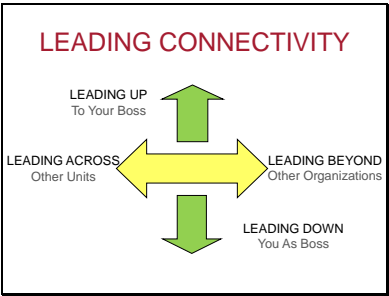 LEADING CONNECTIVITY
LEADING UP
To Your Boss
LEADING ACROSS
Other Units
LEADING BEYOND
Other Organizations
LEADING DOWN
You As Boss